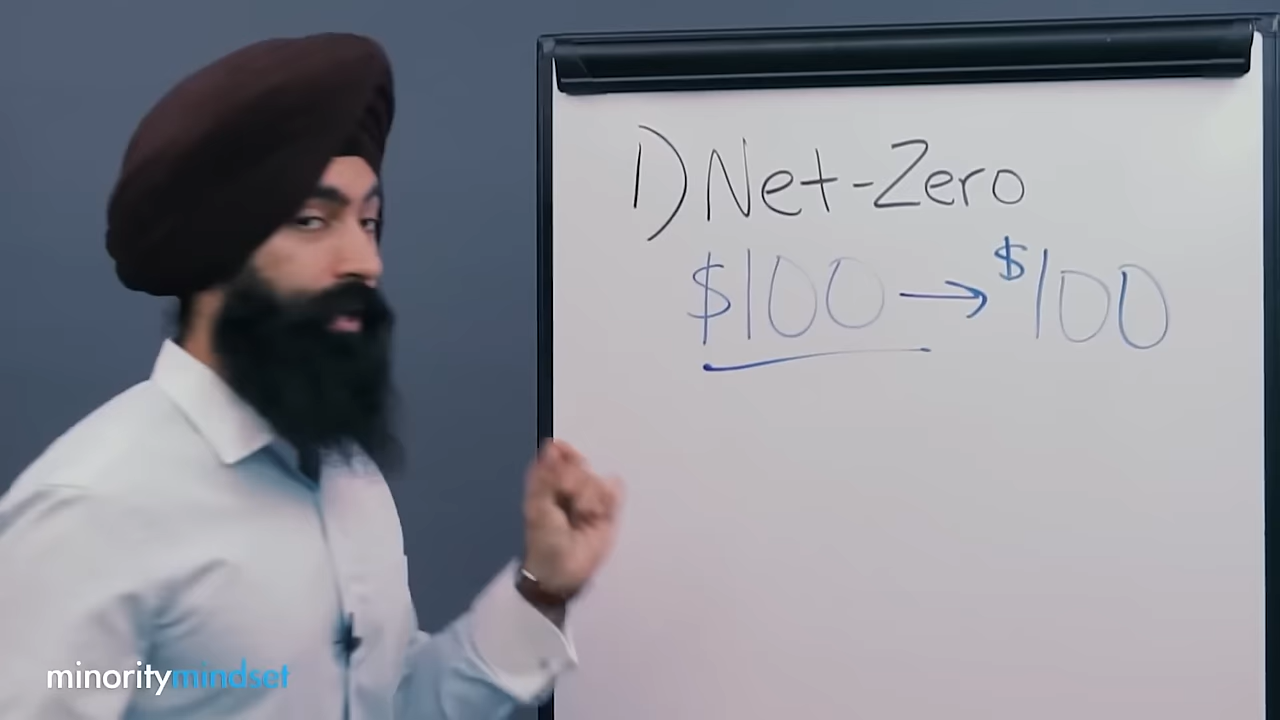 1) Net-Zero
$100 → $100
minoritymindset